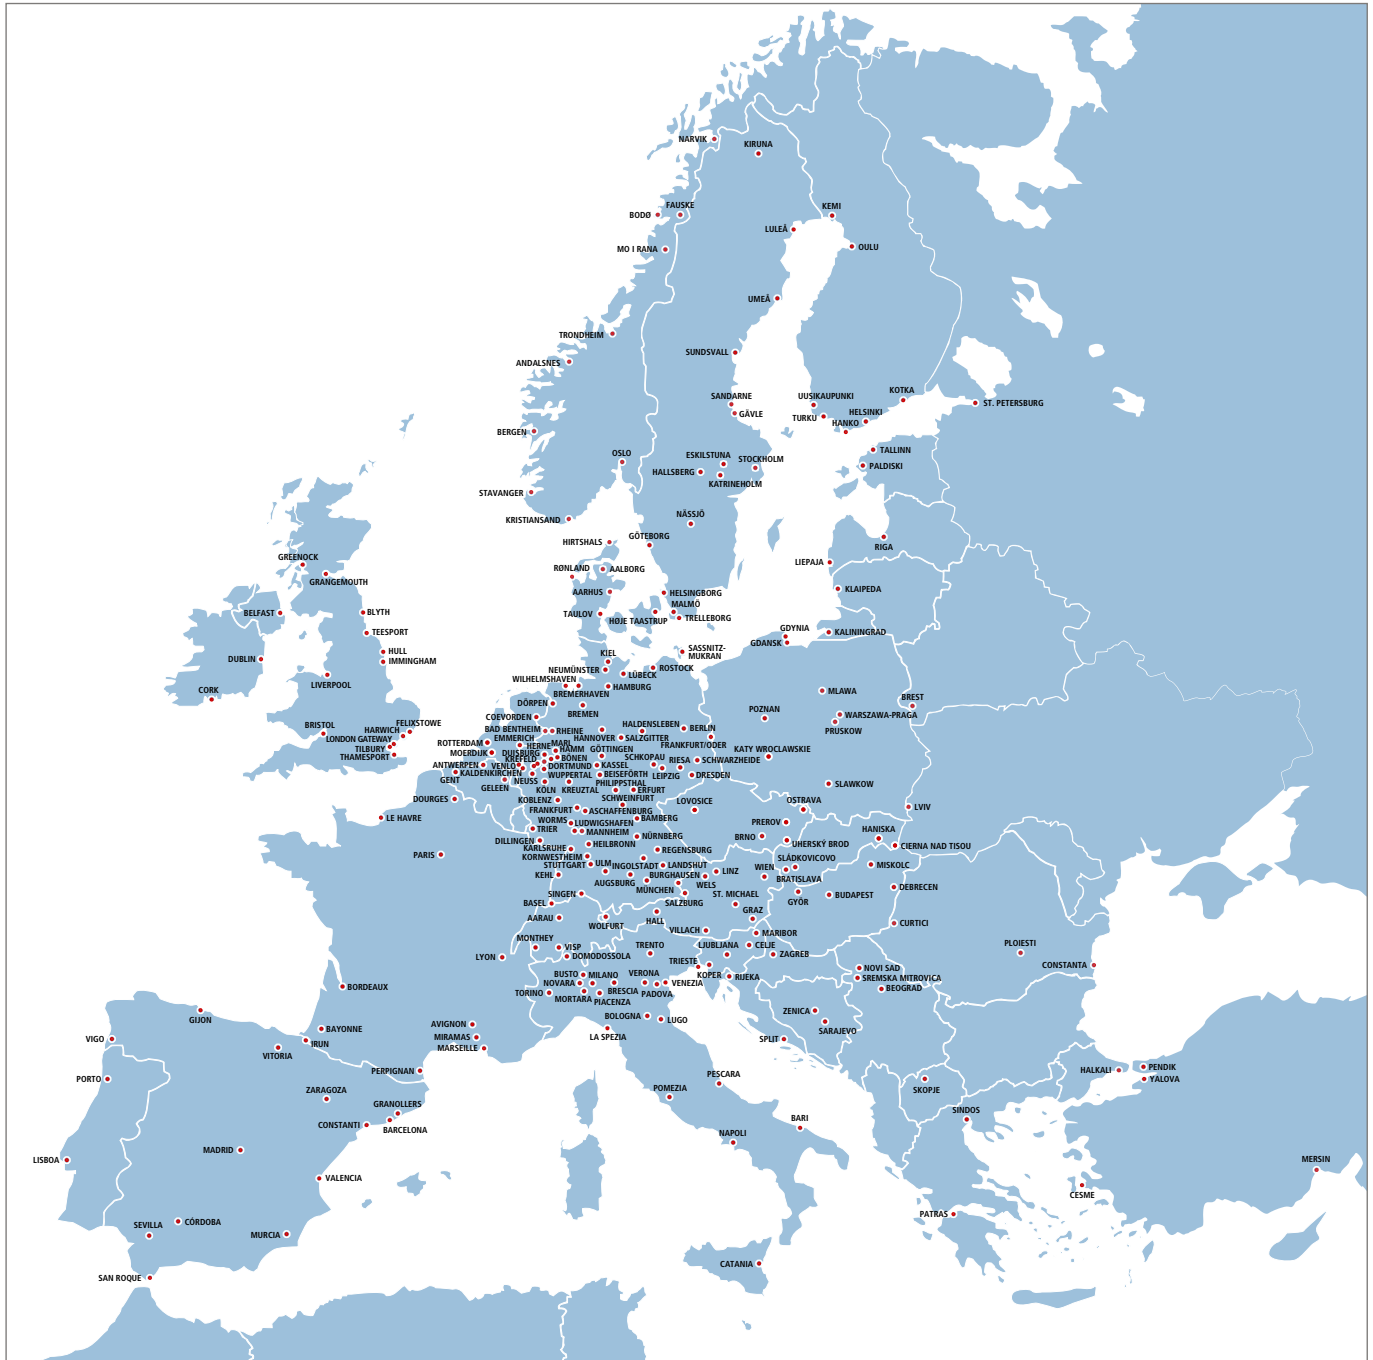 NARVIK
KIRUNA
BODØ
FAUSKE
KEMI
LULEÅ
MO I RANA
OULU
UMEÅ
TRONDHEIM
SUNDSVALL
ANDALSNES
SANDARNE
UUSIKAUPUNKI
KOTKA
ST. PETERSBURG
GÄVLE
TURKU
HELSINKI
HANKO
BERGEN
TALLINN
OSLO
ESKILSTUNA
STOCKHOLM
PALDISKI
HALLSBERG
KATRINEHOLM
STAVANGER
KRISTIANSAND
NÄSSJÖ
GÖTEBORG
HIRTSHALS
RIGA
GREENOCK
LIEPAJA
RØNLAND
AALBORG
GRANGEMOUTH
AARHUS
HELSINGBORG
KLAIPEDA
MALMÖ
BELFAST
BLYTH
TAULOV
HØJE TAASTRUP
TRELLEBORG
TEESPORT
GDYNIA
KALININGRAD
GDANSK
HULL
KIEL
SASSNITZ-
MUKRAN
DUBLIN
IMMINGHAM
NEUMÜNSTER
ROSTOCK
LÜBECK
LIVERPOOL
WILHELMSHAVEN
HAMBURG
CORK
BREMERHAVEN
MLAWA
BREST
DÖRPEN
BREMEN
POZNAN
WARSZAWA-PRAGA
COEVORDEN
PRUSKOW
BRISTOL
FELIXSTOWE
HARWICH
BAD BENTHEIM
RHEINE
HALDENSLEBEN
BERLIN
LONDON GATEWAY
EMMERICH
HANNOVER
SALZGITTER
FRANKFURT/ODER
TILBURY
ROTTERDAM
MARL
HERNE
HAMM
GÖTTINGEN
KATY WROCLAWSKIE
THAMESPORT
MOERDIJK
DUISBURG
KREFELD
BÖNEN
SCHKOPAU
RIESA
SCHWARZHEIDE
ANTWERPEN
VENLO
DORTMUND
KASSEL
LEIPZIG
KALDENKIRCHEN
WUPPERTAL
BEISEFÖRTH
DRESDEN
GENT
NEUSS
PHILIPPSTHAL
SLAWKOW
GELEEN
KÖLN
KREUZTAL
ERFURT
DOURGES
KOBLENZ
SCHWEINFURT
LOVOSICE
OSTRAVA
LVIV
FRANKFURT
ASCHAFFENBURG
LE HAVRE
WORMS
LUDWIGSHAFEN
BAMBERG
PREROV
TRIER
MANNHEIM
HANISKA
DILLINGEN
NÜRNBERG
BRNO
UHERSKÝ BROD
CIERNA NAD TISOU
PARIS
KARLSRUHE
HEILBRONN
REGENSBURG
KORNWESTHEIM
SLÁDKOVICOVO
STUTTGART
ULM
INGOLSTADT
LANDSHUT
LINZ
WIEN
MISKOLC
KEHL
AUGSBURG
BURGHAUSEN
WELS
BRATISLAVA
MÜNCHEN
DEBRECEN
SINGEN
ST. MICHAEL
BUDAPEST
BASEL
SALZBURG
GYÖR
AARAU
WOLFURT
HALL
GRAZ
CURTICI
VILLACH
MARIBOR
MONTHEY
VISP
TRENTO
LJUBLJANA
CELJE
PLOIESTI
LYON
DOMODOSSOLA
TRIESTE
ZAGREB
CONSTANTA
NOVI SAD
BUSTO
MILANO
VERONA
KOPER
RIJEKA
SREMSKA MITROVICA
BORDEAUX
NOVARA
BRESCIA
VENEZIA
BEOGRAD
TORINO
MORTARA
PIACENZA
PADOVA
GIJON
ZENICA
BOLOGNA
LUGO
SARAJEVO
BAYONNE
AVIGNON
LA SPEZIA
VIGO
IRUN
MIRAMAS
SPLIT
VITORIA
MARSEILLE
PERPIGNAN
HALKALI
PENDIK
PORTO
PESCARA
YALOVA
ZARAGOZA
POMEZIA
SKOPJE
GRANOLLERS
SINDOS
CONSTANTI
BARCELONA
BARI
NAPOLI
MADRID
LISBOA
MERSIN
VALENCIA
CESME
PATRAS
SEVILLA
CÓRDOBA
MURCIA
CATANIA
SAN ROQUE